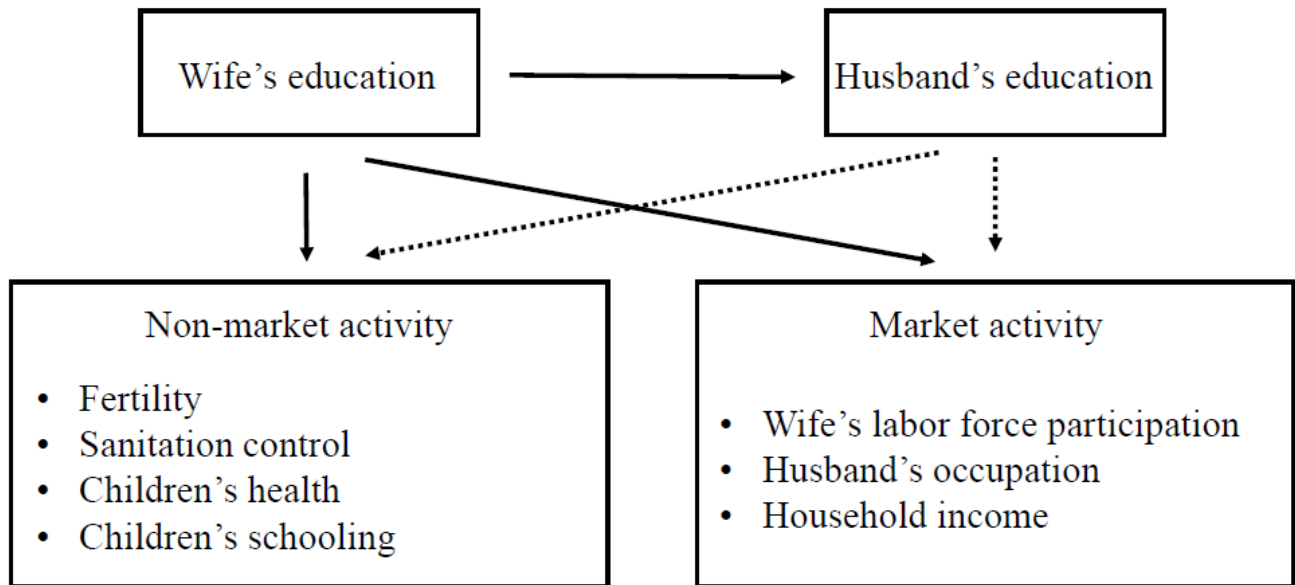 Wife’s education
Husband’s education
Non-market activity
• Fertility
• Sanitation control
• Children’s health
• Children’s schooling
Market activity
• Wife’s labor force participation
• Husband’s occupation
• Household income